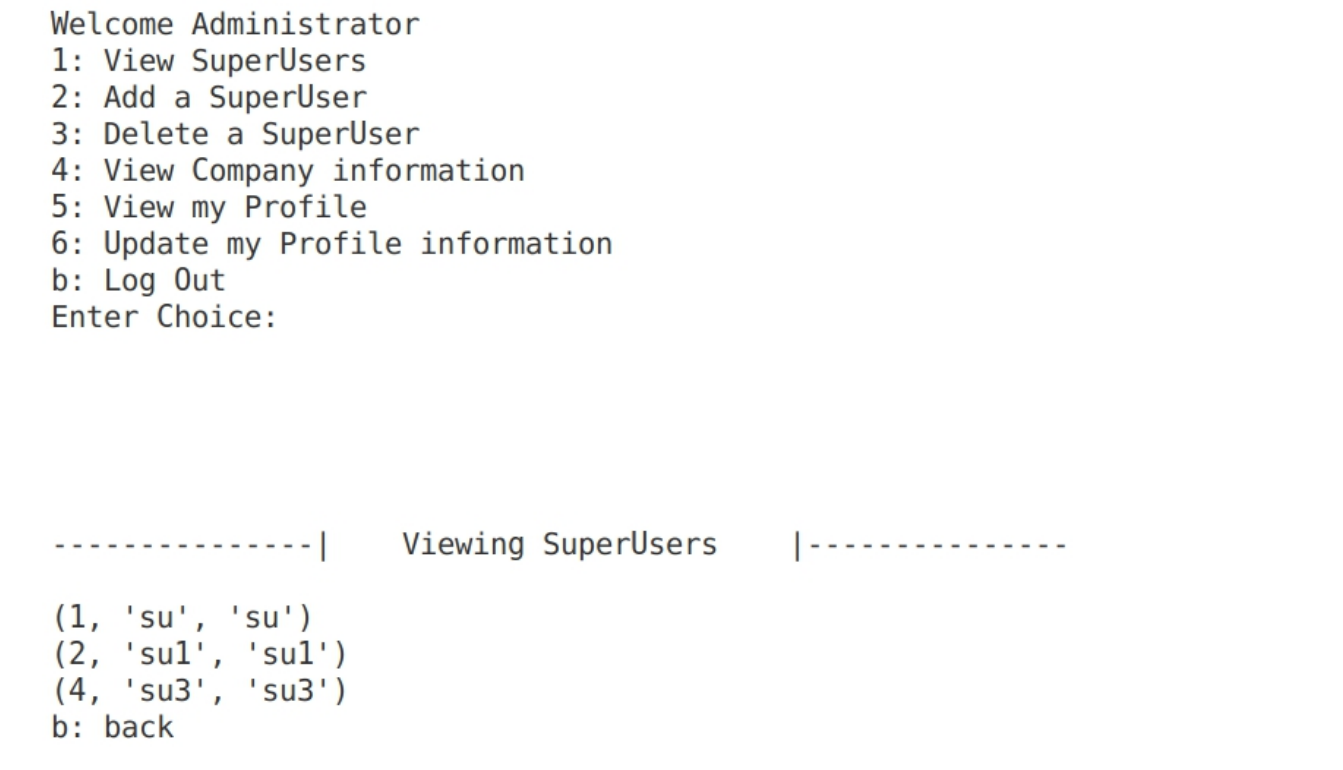 Welcome Administrator
1: View SuperUsers
2: Add a SuperUser
3: Delete a SuperUser
4: View Company information
5: View my Profile
6: Update my Profile information
b: Log Out
Enter Choice:
---------------|    Viewing SuperUsers    |---------------
(1, 'su', 'su')
(2, 'su1', 'su1')
(4, 'su3', 'su3')
b: back